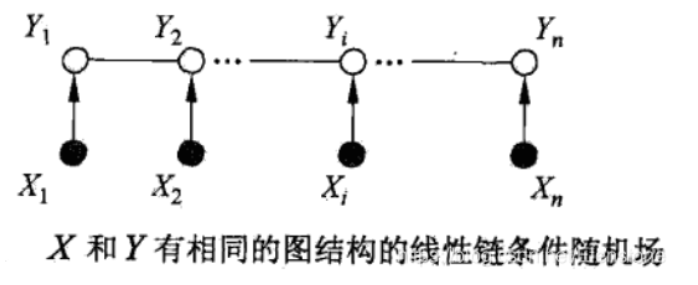 Y₁ Y₂ Yᵢ Yₙ
... ...
X₁ X₂ Xᵢ Xₙ
X 和 Y 有相同的图结构的线性链条件随机场